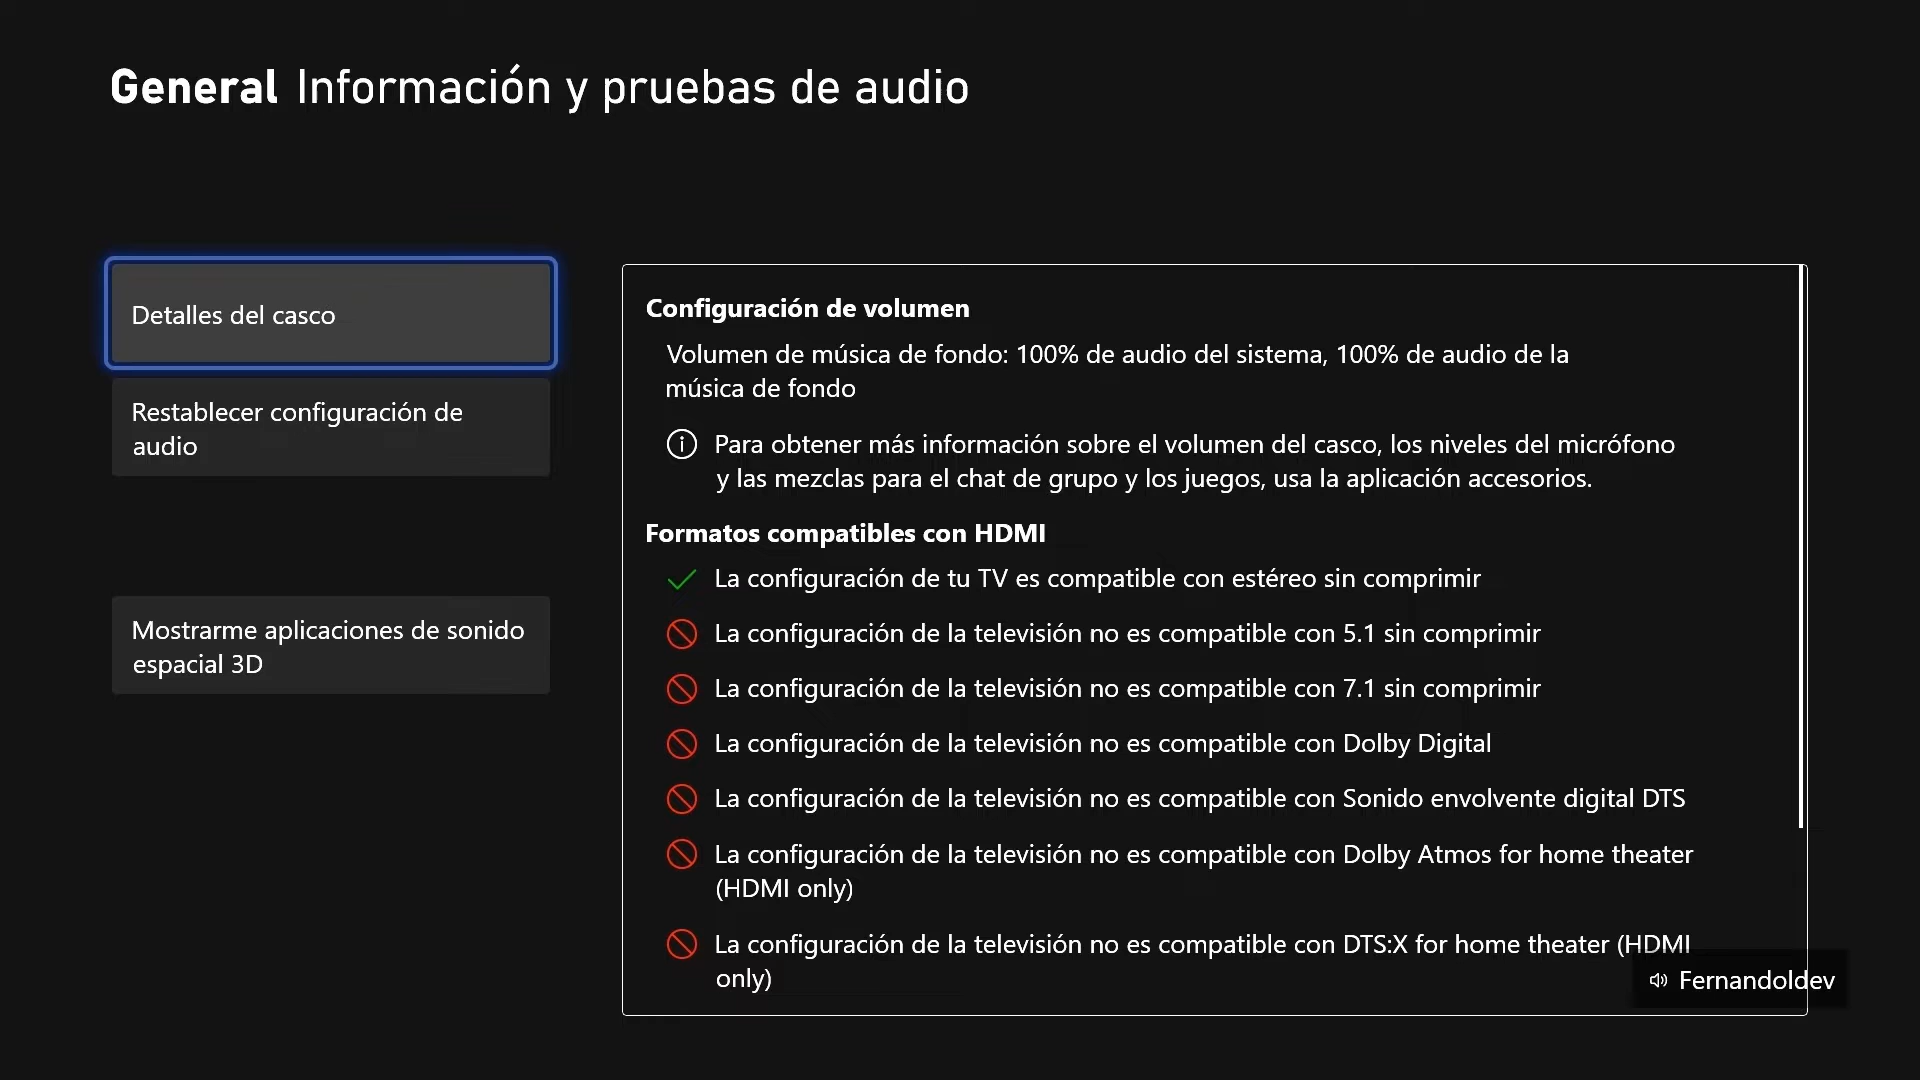 General Información y pruebas de audio
Detalles del casco
Restablecer configuración de
audio
Mostrarme aplicaciones de sonido
espacial 3D
Configuración de volumen
Volumen de música de fondo: 100% de audio del sistema, 100% de audio de la
música de fondo
Para obtener más información sobre el volumen del casco, los niveles del micrófono
y las mezclas para el chat de grupo y los juegos, usa la aplicación accesorios.
Formatos compatibles con HDMI
La configuración de tu TV es compatible con estéreo sin comprimir
La configuración de la televisión no es compatible con 5.1 sin comprimir
La configuración de la televisión no es compatible con 7.1 sin comprimir
La configuración de la televisión no es compatible con Dolby Digital
La configuración de la televisión no es compatible con Sonido envolvente digital DTS
La configuración de la televisión no es compatible con Dolby Atmos for home theater
(HDMI only)
La configuración de la televisión no es compatible con DTS:X for home theater (HDMI
only)
Fernandoldev